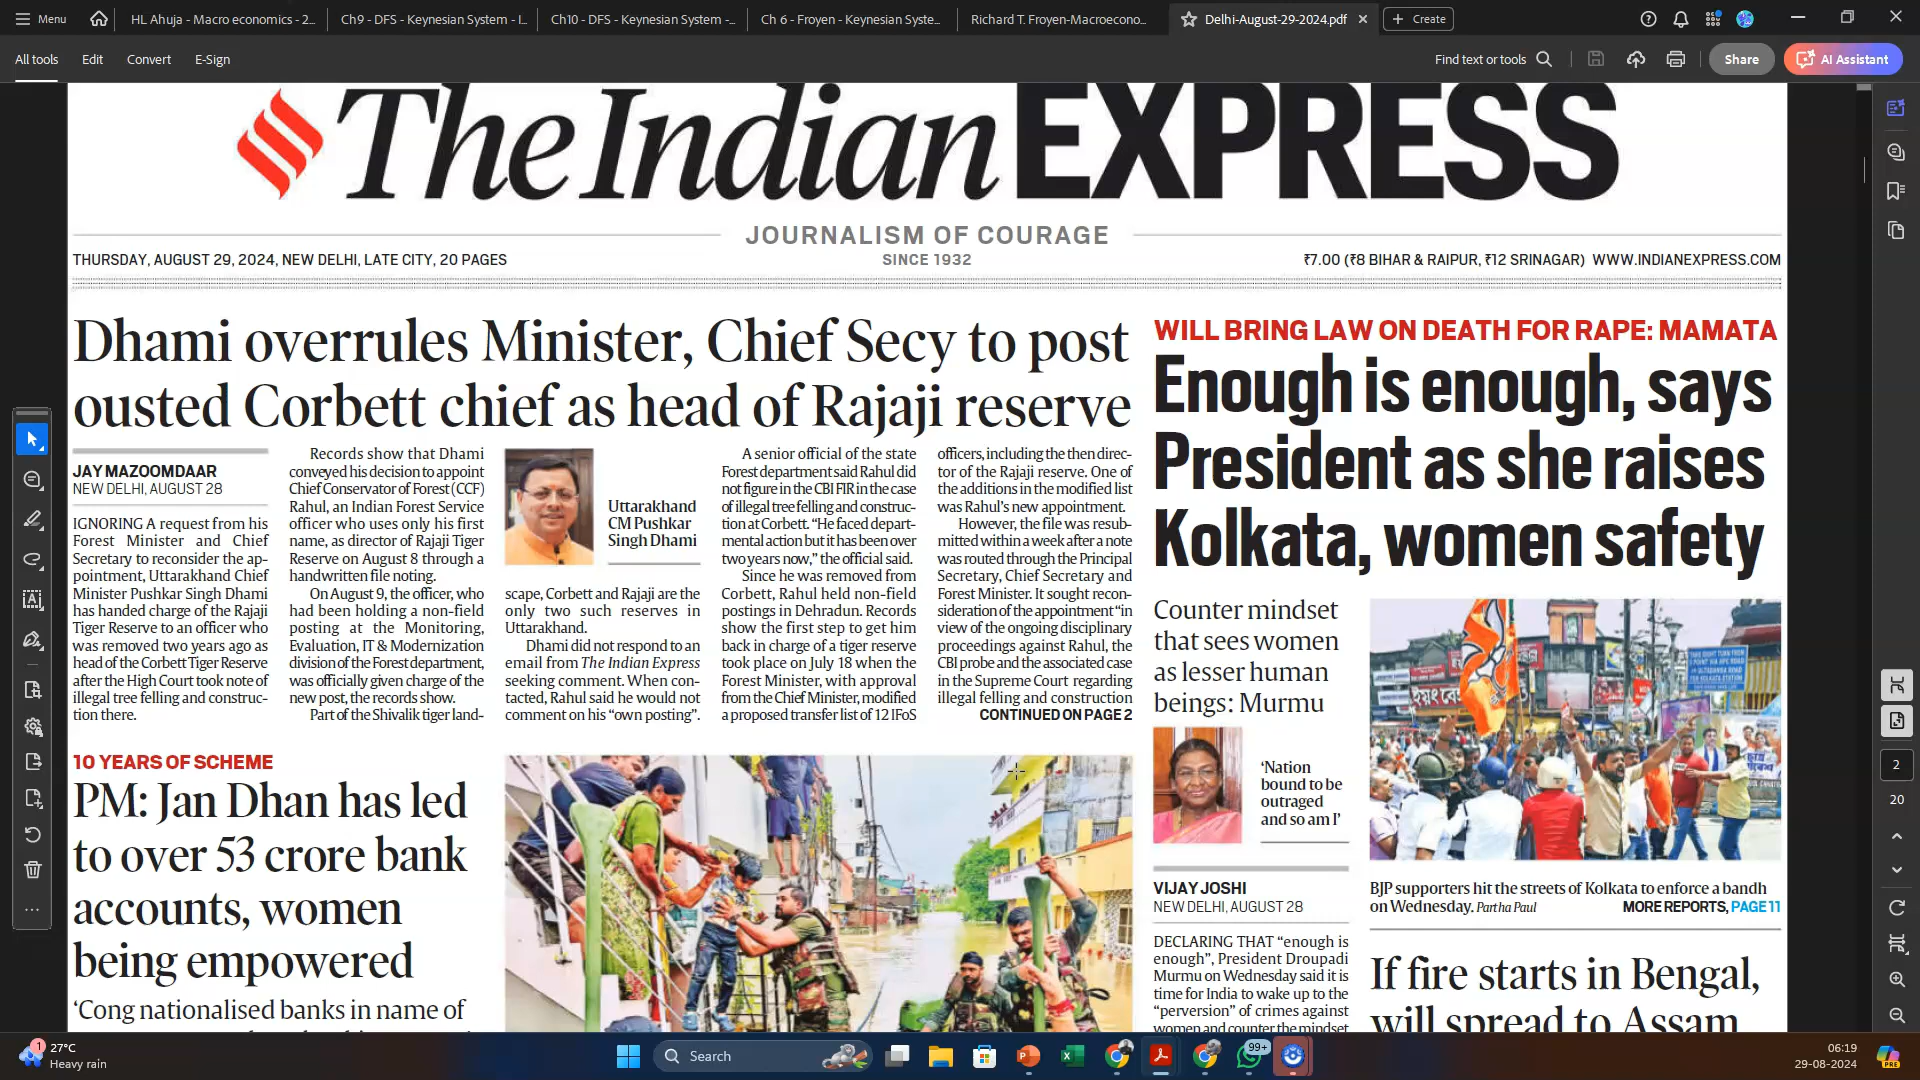 Menu
HL Ahuja - Macro economics - 2...
Ch9 - DFS - Keynesian System - I...
Ch10 - DFS - Keynesian System -...
Ch 6 - Froyen - Keynesian Syste...
Richard T. Froyen-Macroecono...
Delhi-August-29-2024.pdf
Create
All tools
Edit
Convert
E-Sign
Find text or tools
Share
AI Assistant
The Indian EXPRESS
JOURNALISM OF COURAGE
THURSDAY, AUGUST 29, 2024, NEW DELHI, LATE CITY, 20 PAGES
SINCE 1932
₹7.00 (₹8 BIHAR & RAIPUR, ₹12 SRINAGAR) WWW.INDIANEXPRESS.COM
Dhami overrules Minister, Chief Secy to post
ousted Corbett chief as head of Rajaji reserve
JAY MAZOOMDAAR
NEW DELHI, AUGUST 28
IGNORING A request from his
Forest Minister and Chief
Secretary to reconsider the ap-
pointment, Uttarakhand Chief
Minister Pushkar Singh Dhami
has handed charge of the Rajaji
Tiger Reserve to an officer who
was removed two years ago as
head of the Corbett Tiger Reserve
after the High Court took note of
illegal tree felling and construc-
tion there.
Records show that Dhami
conveyed his decision to appoint
Chief Conservator of Forest (CCF)
Rahul, an Indian Forest Service
officer who uses only his first
name, as director of Rajaji Tiger
Reserve on August 8 through a
handwritten file noting.
On August 9, the officer, who
had been holding a non-field
posting at the Monitoring,
Evaluation, IT & Modernization
division of the Forest department,
was officially given charge of the
new post, the records show.
Part of the Shivalik tiger land-
Uttarakhand
CM Pushkar
Singh Dhami
scape, Corbett and Rajaji are the
only two such reserves in
Uttarakhand.
Dhami did not respond to an
email from The Indian Express
seeking comment. When con-
tacted, Rahul said he would not
comment on his “own posting”.
A senior official of the state
Forest department said Rahul did
not figure in the CBI FIR in the case
of illegal tree felling and construc-
tion at Corbett. “He faced depart-
mental action but it has been over
two years now,” the official said.
Since he was removed from
Corbett, Rahul held non-field
postings in Dehradun. Records
show the first step to get him
back in charge of a tiger reserve
took place on July 18 when the
Forest Minister, with approval
from the Chief Minister, modified
a proposed transfer list of 12 IFoS
officers, including the then direc-
tor of the Rajaji reserve. One of
the additions in the modified list
was Rahul's new appointment.
However, the file was resub-
mitted within a week after a note
was routed through the Principal
Secretary, Chief Secretary and
Forest Minister. It sought recon-
sideration of the appointment “in
view of the ongoing disciplinary
proceedings against Rahul, the
CBI probe and the associated case
in the Supreme Court regarding
illegal felling and construction
CONTINUED ON PAGE 2
WILL BRING LAW ON DEATH FOR RAPE: MAMATA
Enough is enough, says
President as she raises
Kolkata, women safety
Counter mindset
that sees women
as lesser human
beings: Murmu
‘Nation
bound to be
outraged
and so am I’
VIJAY JOSHI
NEW DELHI, AUGUST 28
DECLARING THAT “enough is
enough”, President Droupadi
Murmu on Wednesday said it is
time for India to wake up to the
“perversion” of crimes against
women and counter the mindset
BJP supporters hit the streets of Kolkata to enforce a bandh
on Wednesday. Partha Paul
MORE REPORTS, PAGE 11
If fire starts in Bengal,
will spread to Assam
10 YEARS OF SCHEME
PM: Jan Dhan has led
to over 53 crore bank
accounts, women
being empowered
‘Cong nationalised banks in name of
2
20
1
27°C
Heavy rain
Search
99+
06:19
29-08-2024